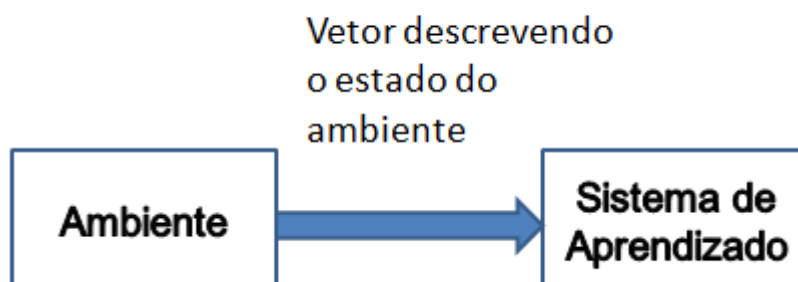 Vetor descrevendo
o estado do
ambiente
Ambiente
Sistema de
Aprendizado